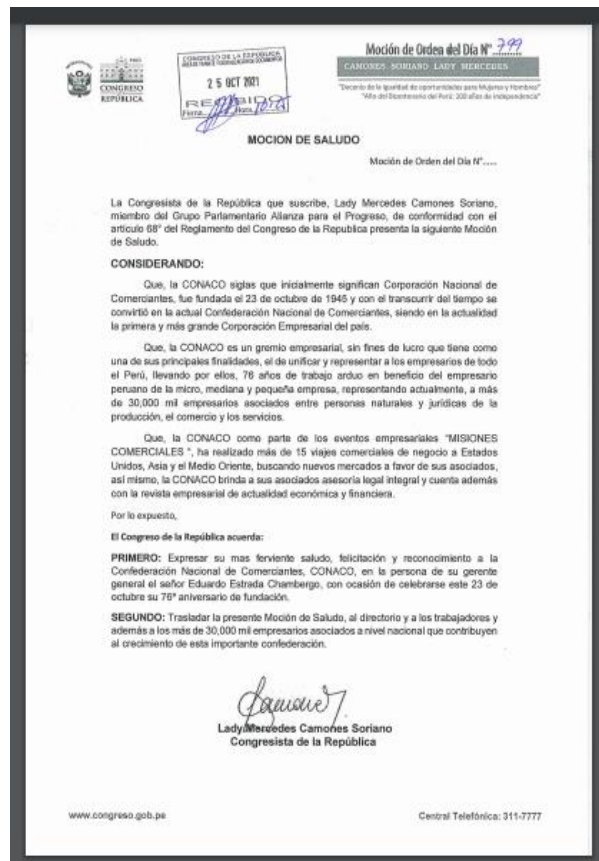 Moción de Orden del Día N° 799
CAMONES SORIANO LADY MERCEDES
"Decenio de la igualdad de oportunidades para Mujeres y Hombres"
"Año del Bicentenario del Perú: 200 años de independencia"
PERÚ
CONGRESO
REPÚBLICA
CONGRESO DE LA REPÚBLICA
25 OCT 2021
RECIBIDO
Firma Hora
MOCION DE SALUDO
Moción de Orden del Día N°.....
La Congresista de la República que suscribe, Lady Mercedes Camones Soriano,
miembro del Grupo Parlamentario Alianza para el Progreso, de conformidad con el
artículo 68° del Reglamento del Congreso de la Republica presenta la siguiente Moción
de Saludo.
CONSIDERANDO:
Que, la CONACO siglas que inicialmente significan Corporación Nacional de
Comerciantes, fue fundada el 23 de octubre de 1945 y con el transcurrir del tiempo se
convirtió en la actual Confederación Nacional de Comerciantes, siendo en la actualidad
la primera y más grande Corporación Empresarial del país.
Que, la CONACO es un gremio empresarial, sin fines de lucro que tiene como
una de sus principales finalidades, el de unificar y representar a los empresarios de todo
el Perú, llevando por ellos, 76 años de trabajo arduo en beneficio del empresario
peruano de la micro, mediana y pequeña empresa, representando actualmente, a más
de 30,000 mil empresarios asociados entre personas naturales y jurídicas de la
producción, el comercio y los servicios.
Que, la CONACO como parte de los eventos empresariales "MISIONES
COMERCIALES ", ha realizado más de 15 viajes comerciales de negocio a Estados
Unidos, Asia y el Medio Oriente, buscando nuevos mercados a favor de sus asociados,
así mismo, la CONACO brinda a sus asociados asesoría legal integral y cuenta además
con la revista empresarial de actualidad económica y financiera.
Por lo expuesto,
El Congreso de la República acuerda:
PRIMERO: Expresar su mas ferviente saludo, felicitación y reconocimiento a la
Confederación Nacional de Comerciantes, CONACO, en la persona de su gerente
general el señor Eduardo Estrada Chambergo, con ocasión de celebrarse este 23 de
octubre su 76° aniversario de fundación.
SEGUNDO: Trasladar la presente Moción de Saludo, al directorio y a los trabajadores y
además a los más de 30,000 mil empresarios asociados a nivel nacional que contribuyen
al crecimiento de esta importante confederación.
Lady Mercedes Camones Soriano
Congresista de la República
www.congreso.gob.pe
Central Telefónica: 311-7777